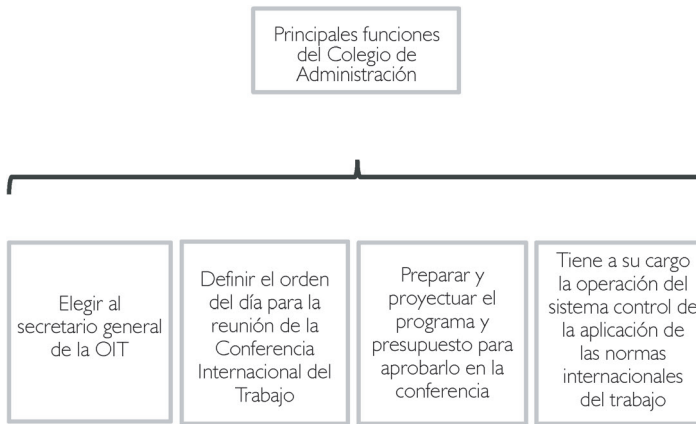 Principales funciones
del Colegio de
Administración
Elegir al
secretario general
de la OIT
Definir el orden
del día para la
reunión de la
Conferencia
Internacional del
Trabajo
Preparar y
proyectuar el
programa y
presupuesto para
aprobarlo en la
conferencia
Tiene a su cargo
la operación del
sistema control de
la aplicación de
las normas
internacionales
del trabajo